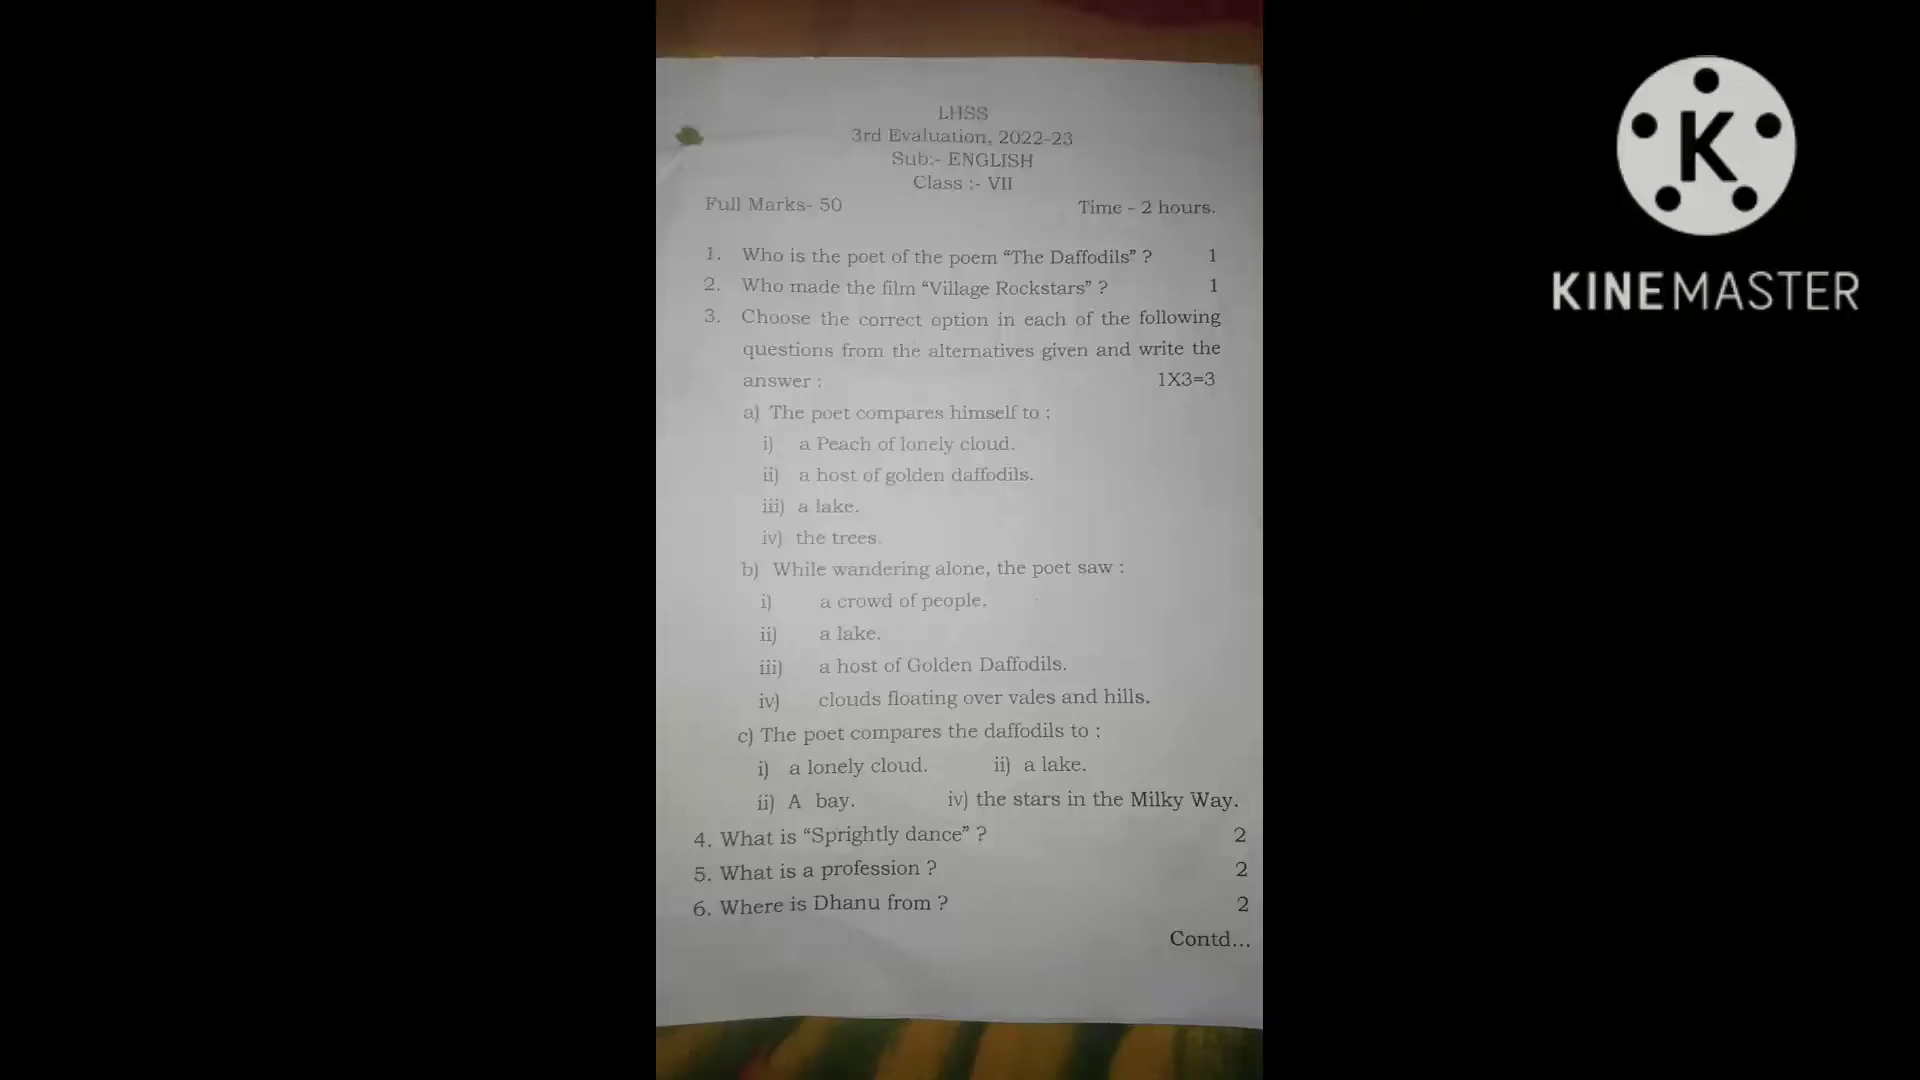 LHSS
3rd Evaluation, 2022-23
Sub:- ENGLISH
Class :- VII
Full Marks- 50 Time - 2 hours.
1. Who is the poet of the poem “The Daffodils” ? 1
2. Who made the film “Village Rockstars” ? 1
3. Choose the correct option in each of the following
questions from the alternatives given and write the
answer : 1X3=3
a) The poet compares himself to :
i) a Peach of lonely cloud.
ii) a host of golden daffodils.
iii) a lake.
iv) the trees.
b) While wandering alone, the poet saw :
i) a crowd of people.
ii) a lake.
iii) a host of Golden Daffodils.
iv) clouds floating over vales and hills.
c) The poet compares the daffodils to :
i) a lonely cloud. ii) a lake.
ii) A bay. iv) the stars in the Milky Way.
4. What is “Sprightly dance” ? 2
5. What is a profession ? 2
6. Where is Dhanu from ? 2
Contd...
K
KINEMASTER